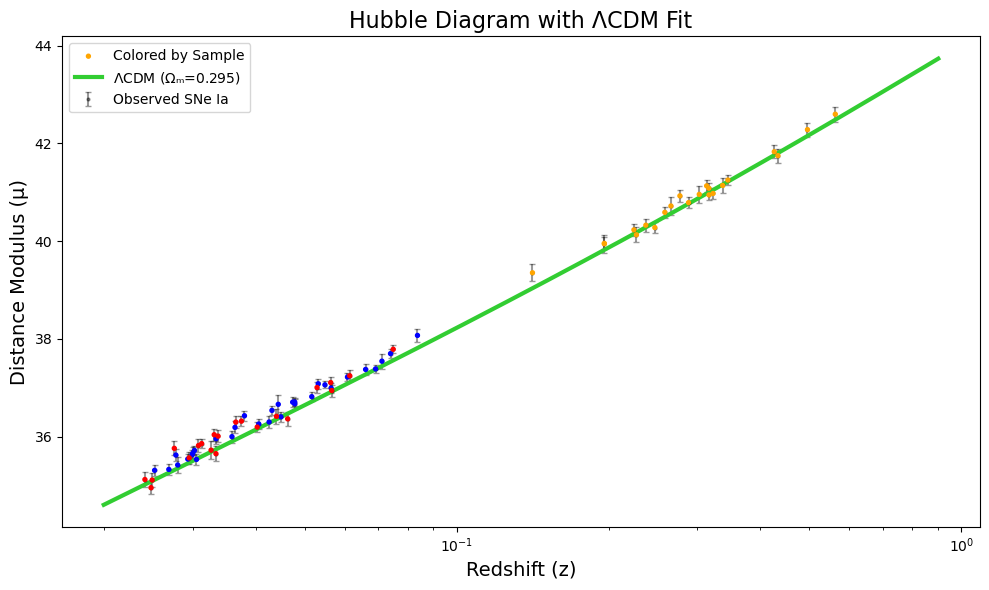 Hubble Diagram with ΛCDM Fit
Colored by Sample
ΛCDM (Ωₘ=0.295)
Observed SNe Ia
Distance Modulus (μ)
44
42
40
38
36
10⁻¹
10⁰
Redshift (z)